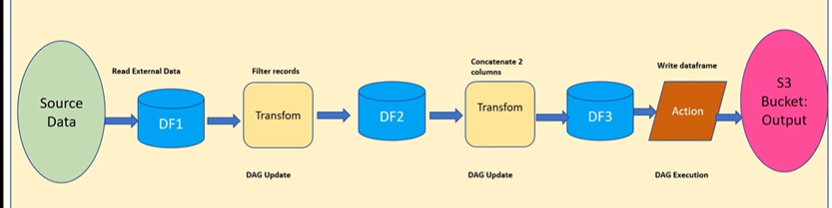 Read External Data
Filter records
Concatenate 2
columns
Write dataframe
Source
Data
DF1
Transfom
DF2
Transfom
DF3
Action
S3
Bucket:
Output
DAG Update
DAG Update
DAG Execution